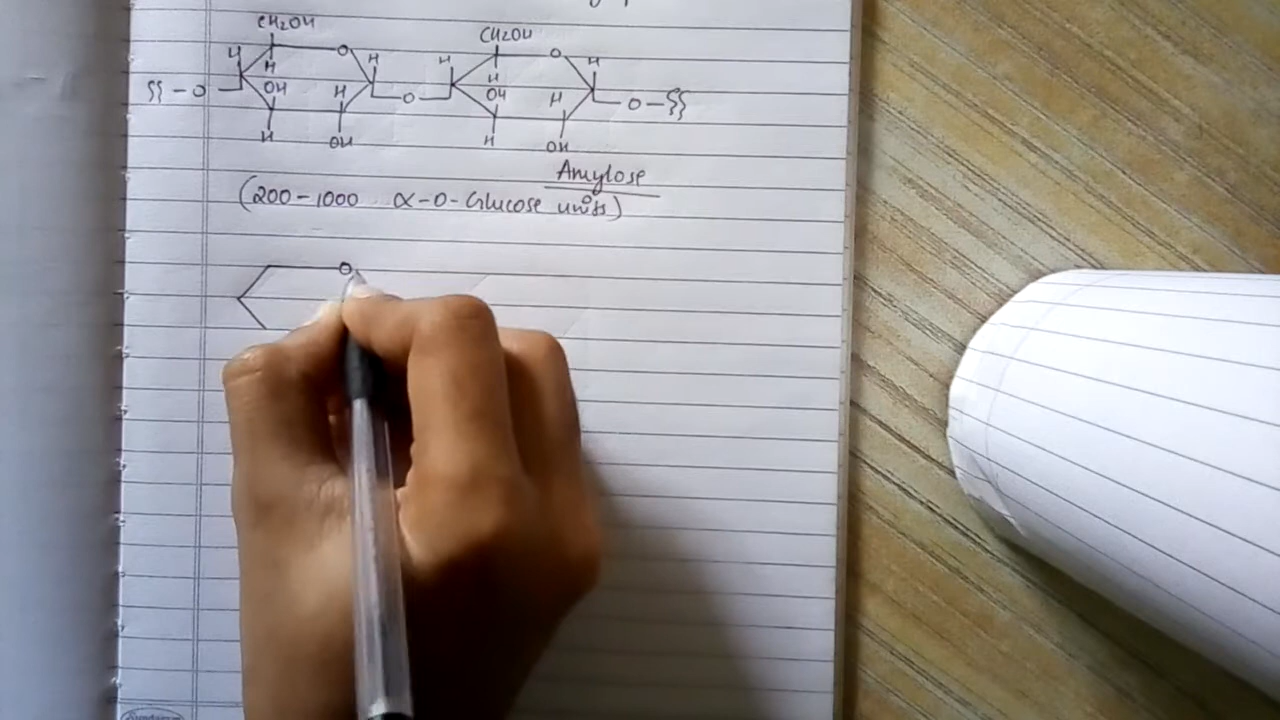 CH2OH CH2OH
H O H H O H
H H
{{ - O OH H O OH H O - {{
H OH H OH
Amylose
(200 - 1000 α-D-Glucose units)
O